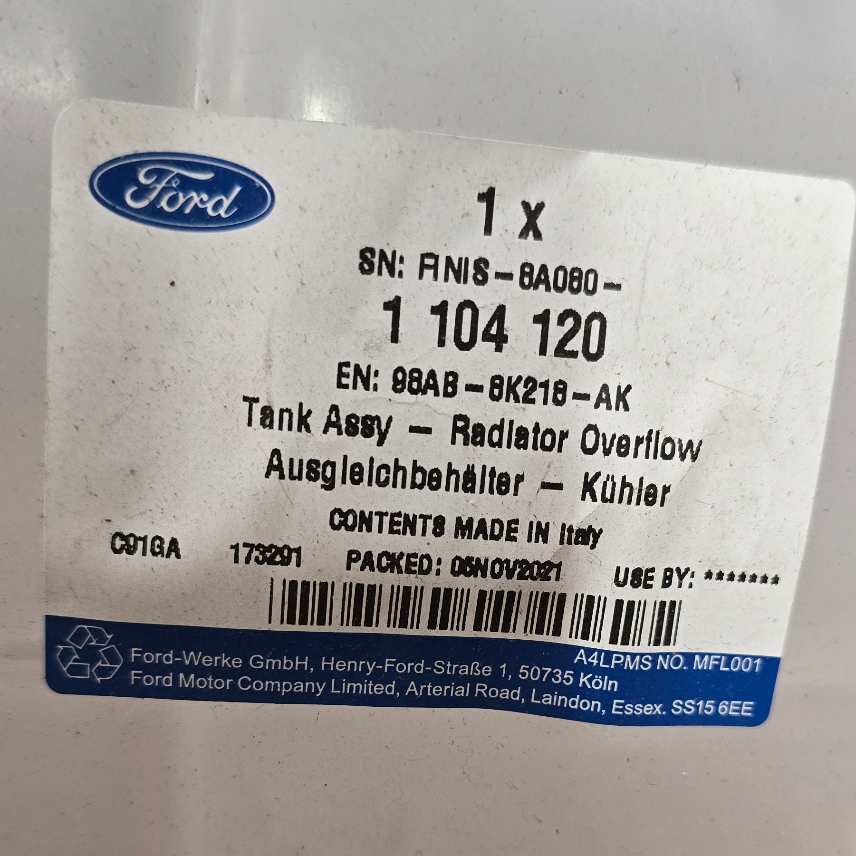 Ford
1 x
SN: FINIS-8A080-
1 104 120
EN: 98AB-8K218-AK
Tank Assy - Radiator Overflow
Ausgleichbehälter - Kühler
CONTENTS MADE IN Italy
C91GA 173291 PACKED: 05NOV2021 USE BY: *******
A4LPMS NO. MFL001
Ford-Werke GmbH, Henry-Ford-Straße 1, 50735 Köln
Ford Motor Company Limited, Arterial Road, Laindon, Essex. SS15 6EE